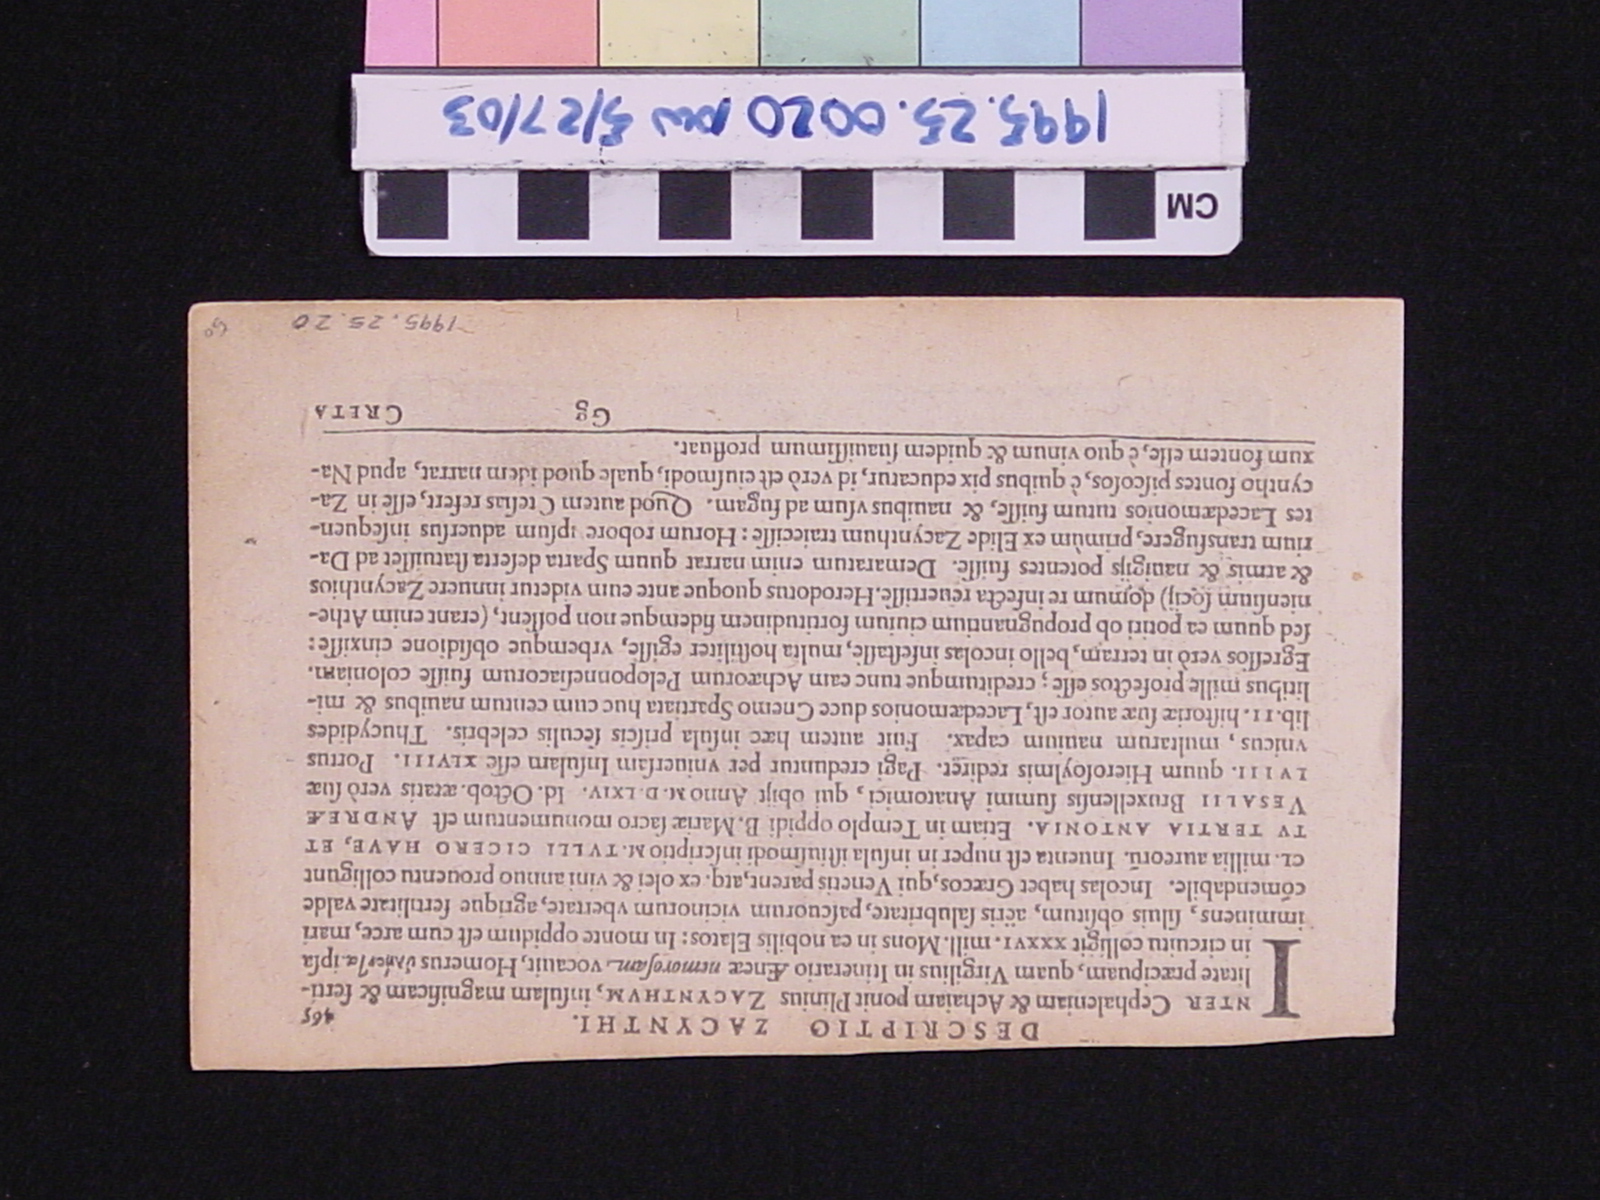 DESCRIPTIO ZACYNTHI.
465
INTER Cephaleniam & Achaiam ponit Plinius ZACYNTHVM, insulam magnificam & ferti-
litate præcipuam, quam Virgilius in Itinerario Æneæ nemorosam vocauit, Homerus ipsa
in circuitu colligit XXXVI. mill. Mons in ea nobilis Elatos: In monte oppidum est cum arce, mari
imminens, siluis obsitum, aëris salubritate, pascuorum vicinorum vbertate, agrique fertilitate valde
cōmendabile. Incolas habet Græcos, qui Venetis parent, atq. ex olei & vini annuo prouentu colligunt
CL. millia aureorū. Inuenta est nuper in insula istiusmodi inscriptio M. TVLLI CICERO HAVE, ET
TV TERTIA ANTONIA. Etiam in Templo oppidi B. Mariæ sacro monumentum est ANDREÆ
VESALII Bruxellensis summi Anatomici, qui obijt Anno M.D.LXIV. Id. Octob. ætatis verò suæ
LVIII. quum Hierosolymis rediret. Pagi creduntur per vniuersam Insulam esse XLVIII. Portus
vnicus, multarum nauium capax. Fuit autem hæc insula priscis seculis celebris. Thucydides
lib. II. historiæ suæ autor est, Lacedæmonios duce Cnemo Spartiata huc cum centum nauibus & mi-
litibus mille profectos esse; crediturque tunc eam Achæorum Peloponnesiacorum fuisse coloniam.
Egressos verò in terram, bello incolas infestasse, multa hostiliter egisse, vrbemque obsidione cinxisse:
sed quum ea potiri ob propugnantium ciuium fortitudinem fidemque non possent, (erant enim Athe-
niensium socij) domum re infecta reuertisse. Herodotus quoque ante eum videtur innuere Zacynthios
& armis & nauigijs potentes fuisse. Demaratum enim narrat quum Sparta deserta statuisset ad Da-
rium transfugere, primùm ex Elide Zacynthum traiecisse: Horum robore ipsum aduersus insequen-
tes Lacedæmonios tutum fuisse, & nauibus vsum ad fugam. Quod autem Ctesias refert, esse in Za-
cyntho fontes piscosos, è quibus pix educatur, id verò est eiusmodi, quale quod idem narrat, apud Na-
xum fontem esse, è quo vinum & quidem suauissimum profluat.
Gg
CRETA
1995.25.20
1995.25.0020 pw 5/27/03
CM